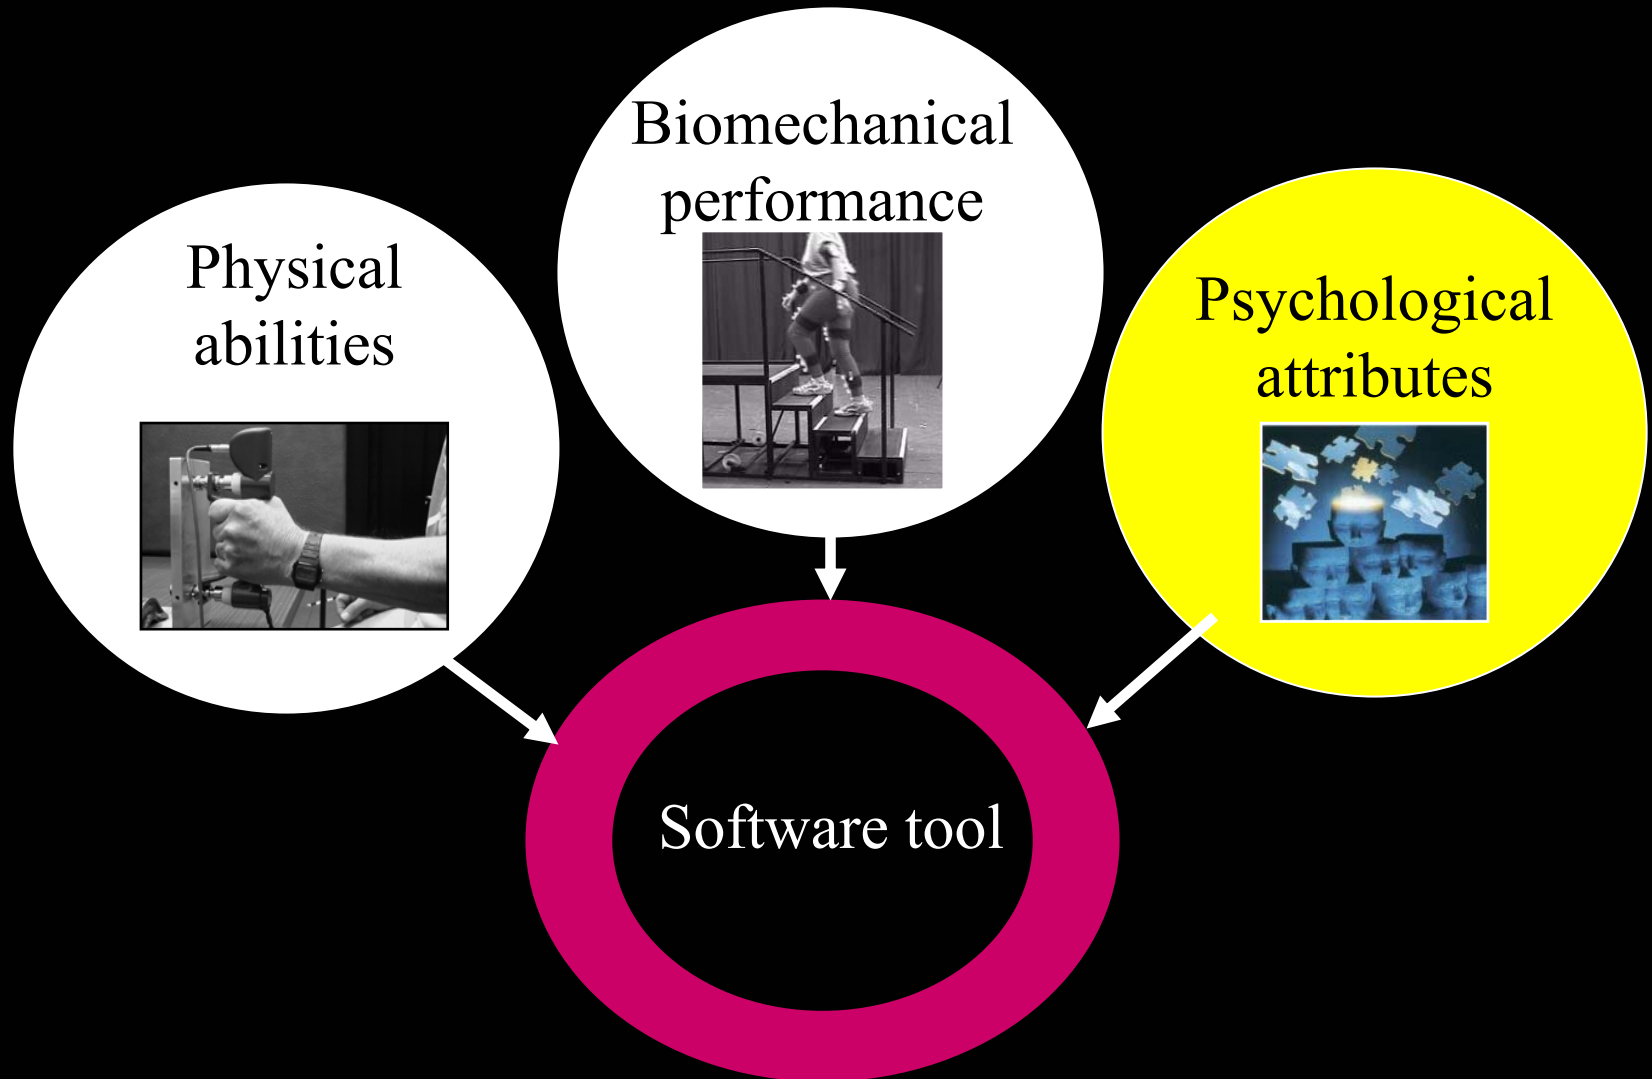 Physical
abilities
Biomechanical
performance
Psychological
attributes
Software tool